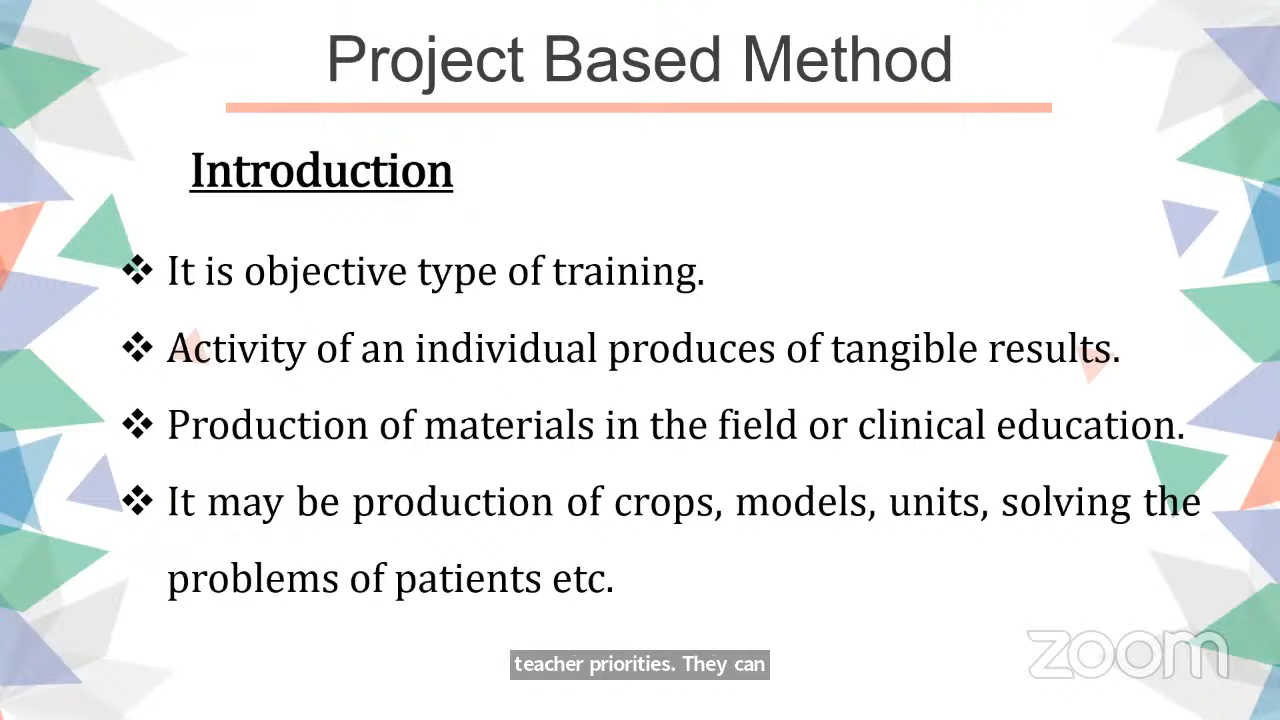 Project Based Method
Introduction
❖ It is objective type of training.
❖ Activity of an individual produces of tangible results.
❖ Production of materials in the field or clinical education.
❖ It may be production of crops, models, units, solving the
problems of patients etc.
teacher priorities. They can
zoom